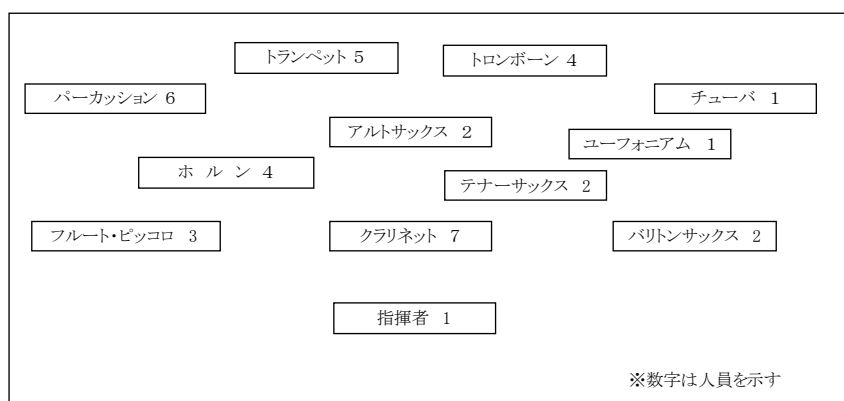 トランペット 5
トロンボーン 4
パーカッション 6
チューバ 1
アルトサックス 2
ユーフォニアム 1
ホ ル ン 4
テナーサックス 2
フルート・ピッコロ 3
クラリネット 7
バリトンサックス 2
指揮者 1
※数字は人員を示す